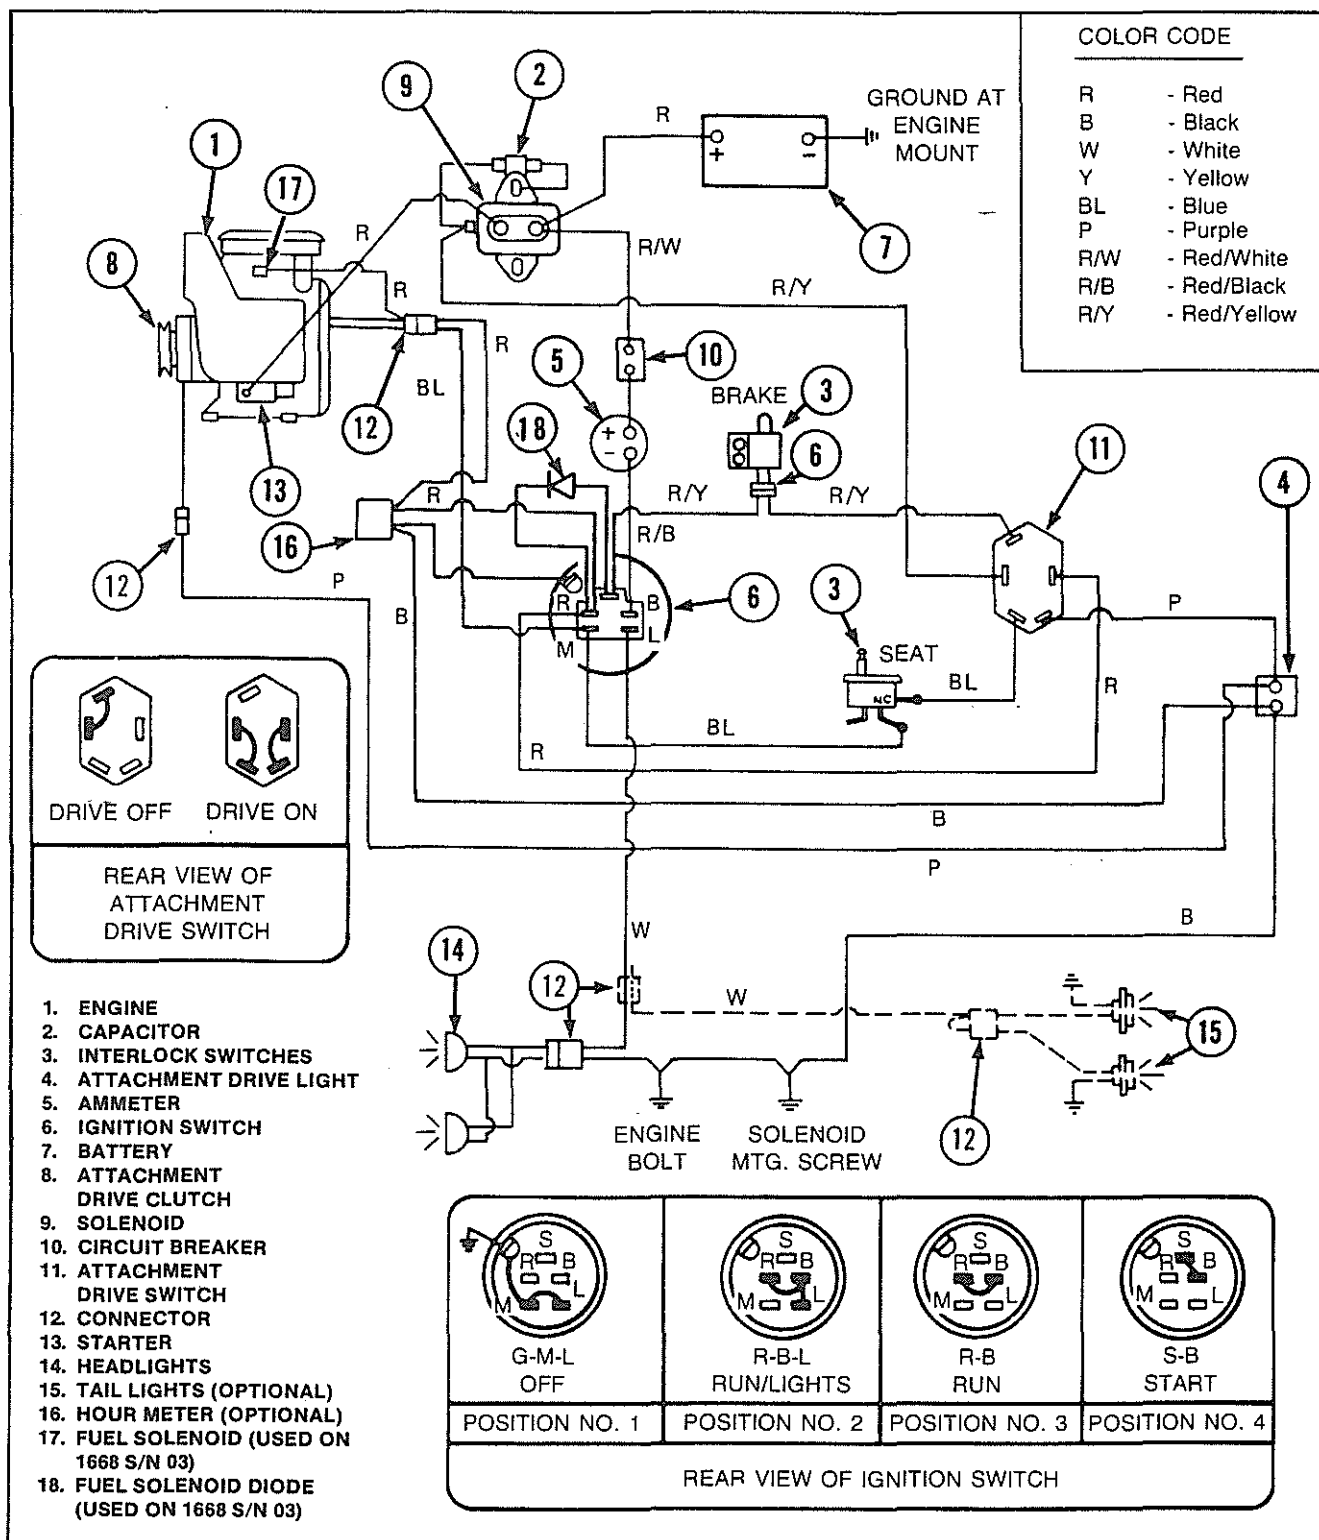 COLOR CODE
R - Red
B - Black
W - White
Y - Yellow
BL - Blue
P - Purple
R/W - Red/White
R/B - Red/Black
R/Y - Red/Yellow
2
9
R
GROUND AT
ENGINE
MOUNT
+ -
1
17
R
7
R/W
8
R
R/Y
R
10
5
BRAKE
3
BL
12
18
+
-
6
11
4
13
R
R/Y
R/Y
16
R/B
12
P
B
R
B
6
3
P
M
L
SEAT
NC
BL
R
BL
R
DRIVE OFF
DRIVE ON
B
P
REAR VIEW OF
ATTACHMENT
DRIVE SWITCH
B
W
14
12
W
15
12
ENGINE
BOLT
SOLENOID
MTG. SCREW
1. ENGINE
2. CAPACITOR
3. INTERLOCK SWITCHES
4. ATTACHMENT DRIVE LIGHT
5. AMMETER
6. IGNITION SWITCH
7. BATTERY
8. ATTACHMENT
DRIVE CLUTCH
9. SOLENOID
10. CIRCUIT BREAKER
11. ATTACHMENT
DRIVE SWITCH
12. CONNECTOR
13. STARTER
14. HEADLIGHTS
15. TAIL LIGHTS (OPTIONAL)
16. HOUR METER (OPTIONAL)
17. FUEL SOLENOID (USED ON
1668 S/N 03)
18. FUEL SOLENOID DIODE
(USED ON 1668 S/N 03)
S
R B
M L
G-M-L
OFF
POSITION NO. 1
S
R B
M L
R-B-L
RUN/LIGHTS
POSITION NO. 2
S
R B
M L
R-B
RUN
POSITION NO. 3
S
R B
M L
S-B
START
POSITION NO. 4
REAR VIEW OF IGNITION SWITCH